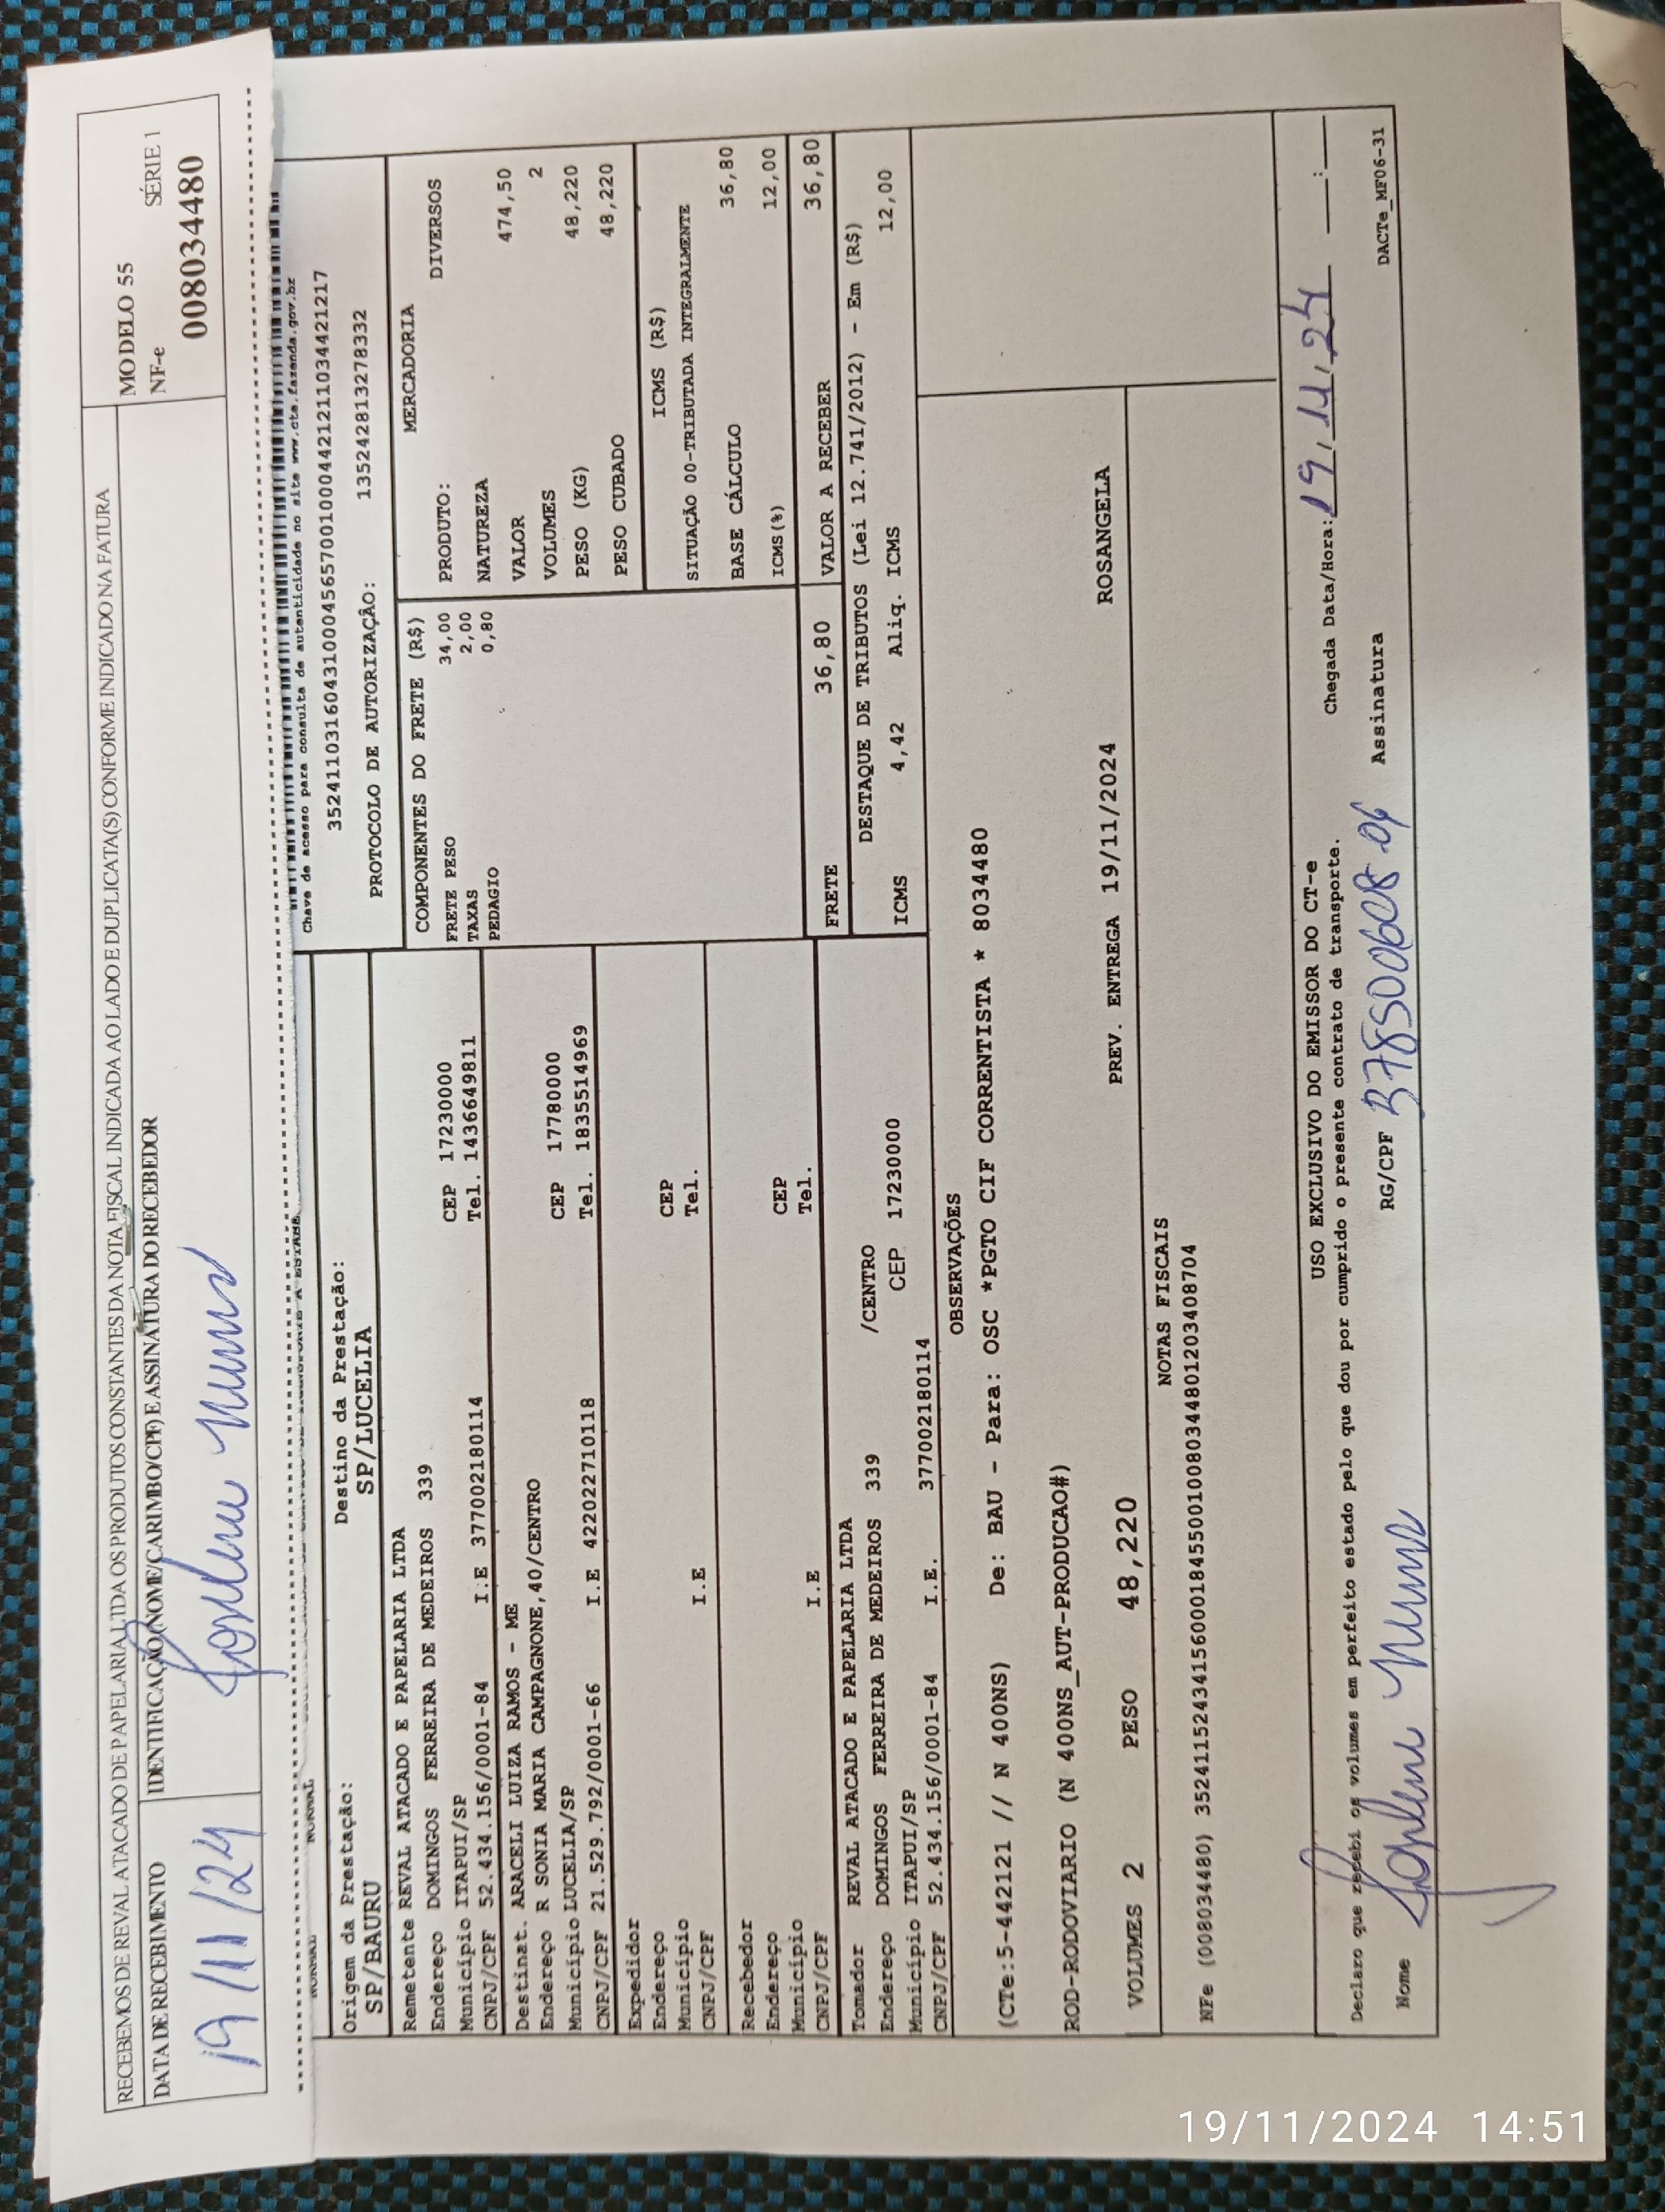 RECEBEMOS DE REVAL ATACADO DE PAPELARIA LTDA OS PRODUTOS CONSTANTES DA NOTA FISCAL INDICADA AO LADO E DUPLICATA(S) CONFORME INDICADO NA FATURA
DATA DE RECEBIMENTO
19/11/24
IDENTIFICAÇÃO (NOME/CARIMBO/CPF) E ASSINATURA DO RECEBEDOR
MODELO 55
NF-e SÉRIE 1
008034480
NORMAL NORMAL
Chave de acesso para consulta de autenticidade no site www.cte.fazenda.gov.br
35241103160431000456570010004421211034421217
PROTOCOLO DE AUTORIZAÇÃO: 135242813278332
Origem da Prestação: Destino da Prestação:
SP/BAURU SP/LUCELIA
Remetente REVAL ATACADO E PAPELARIA LTDA
Endereço DOMINGOS FERREIRA DE MEDEIROS 339 CEP 17230000
Município ITAPUI/SP Tel. 1436649811
CNPJ/CPF 52.434.156/0001-84 I.E 377002180114
Destinat. ARACELI LUIZA RAMOS - ME
Endereço R SONIA MARIA CAMPAGNONE,40/CENTRO CEP 17780000
Município LUCELIA/SP Tel. 1835514969
CNPJ/CPF 21.529.792/0001-66 I.E 422022710118
Expedidor
Endereço CEP
Município Tel.
CNPJ/CPF I.E
Recebedor
Endereço CEP
Município Tel.
CNPJ/CPF I.E
Tomador REVAL ATACADO E PAPELARIA LTDA
Endereço DOMINGOS FERREIRA DE MEDEIROS 339 /CENTRO
Município ITAPUI/SP CEP 17230000
CNPJ/CPF 52.434.156/0001-84 I.E. 377002180114
COMPONENTES DO FRETE (R$)
FRETE PESO 34,00
TAXAS 2,00
PEDAGIO 0,80
FRETE 36,80
MERCADORIA
PRODUTO: DIVERSOS
NATUREZA
VALOR 474,50
VOLUMES 2
PESO (KG) 48,220
PESO CUBADO 48,220
ICMS (R$)
SITUAÇÃO 00-TRIBUTADA INTEGRALMENTE
BASE CÁLCULO 36,80
ICMS(%) 12,00
VALOR A RECEBER 36,80
DESTAQUE DE TRIBUTOS (Lei 12.741/2012) - Em (R$)
ICMS 4,42 Aliq. ICMS 12,00
OBSERVAÇÕES
(CTe:5-442121 // N 400NS) De: BAU - Para: OSC *PGTO CIF CORRENTISTA * 8034480
ROD-RODOVIARIO (N 400NS_AUT-PRODUCAO#)
PREV. ENTREGA 19/11/2024 ROSANGELA
VOLUMES 2 PESO 48,220
NOTAS FISCAIS
NFe (008034480) 35241152434156000184550010080344801203408704
USO EXCLUSIVO DO EMISSOR DO CT-e
Declaro que recebi os volumes em perfeito estado pelo que dou por cumprido o presente contrato de transporte.
Chegada Data/Hora: 19,11,24 :
Nome
RG/CPF
Assinatura
DACTe_MF06-31
19/11/2024 14:51